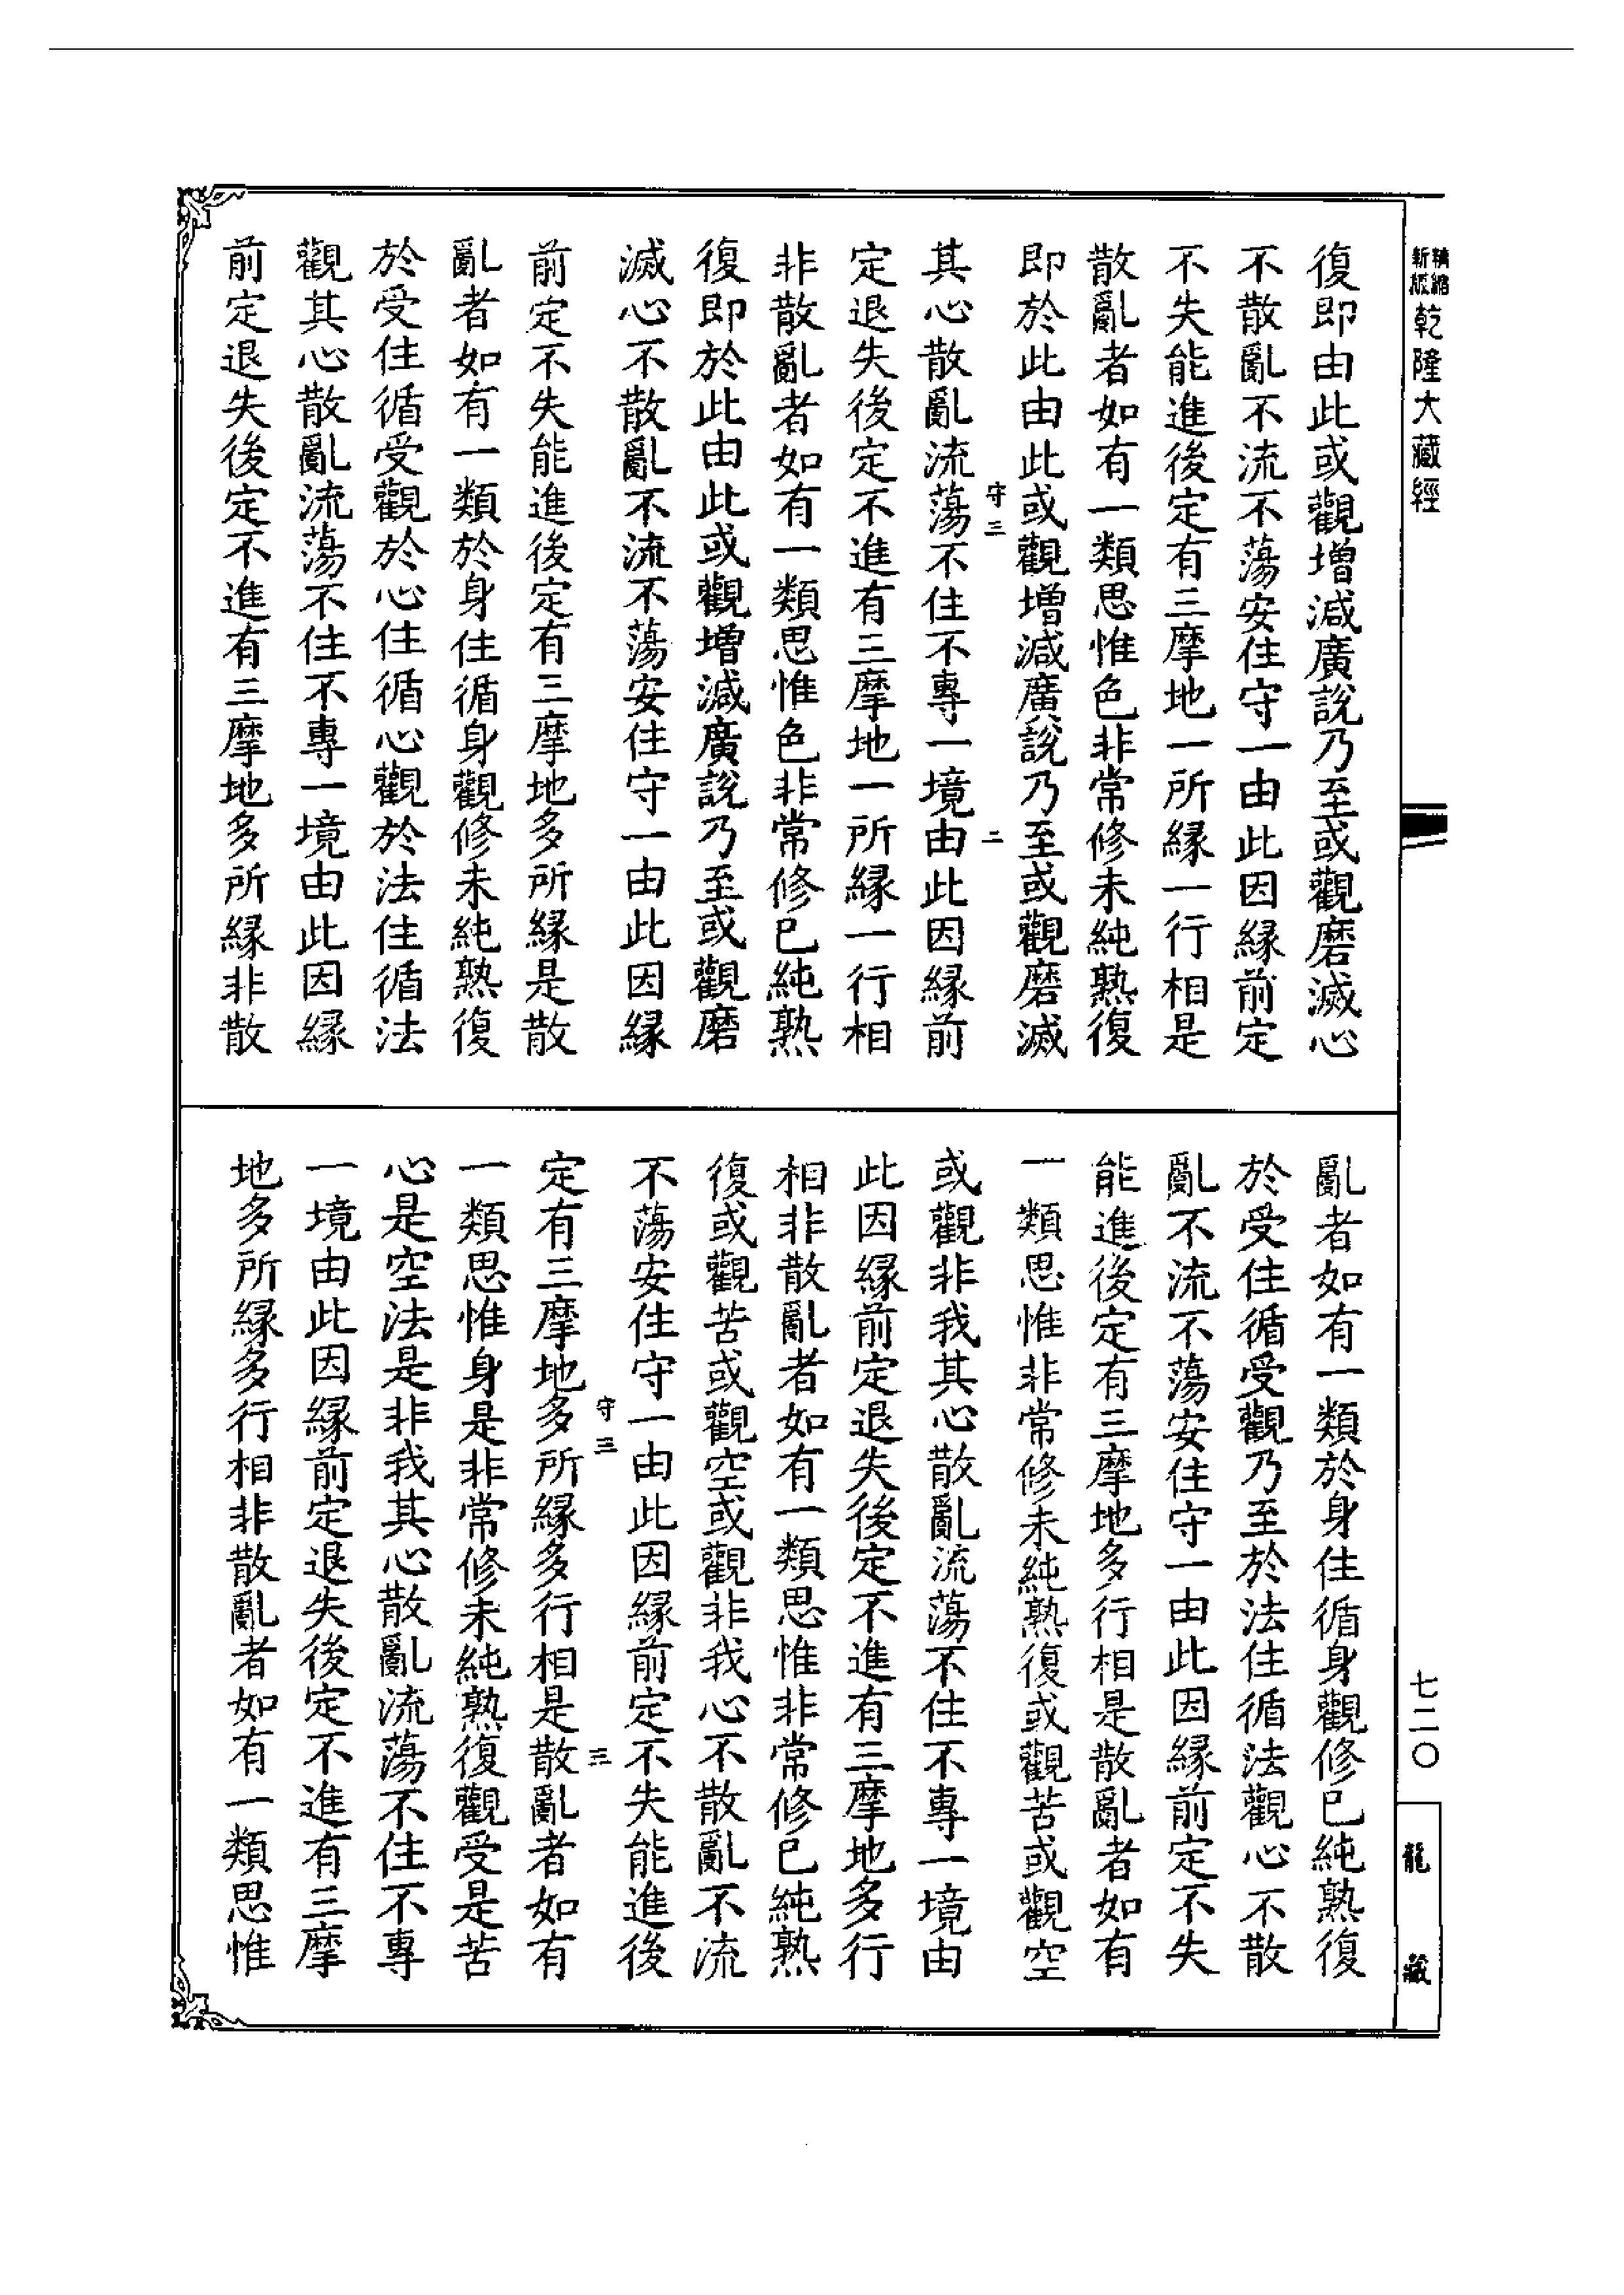 精縮
新版
乾隆大藏經
復即由此或觀增減廣說乃至或觀磨滅心
不散亂不流不蕩安住守一由此因緣前定
不失能進後定有三摩地一所緣一行相是
散亂者如有一類思惟色非常修未純熟復
即於此由此或觀增減廣說乃至或觀磨滅
守三
二
其心散亂流蕩不住不專一境由此因緣前
定退失後定不進有三摩地一所緣一行相
非散亂者如有一類思惟色非常修已純熟
復即於此由此或觀增減廣說乃至或觀磨
滅心不散亂不流不蕩安住守一由此因緣
前定不失能進後定有三摩地多所緣是散
亂者如有一類於身住循身觀修未純熟復
於受住循受觀於心住循心觀於法住循法
觀其心散亂流蕩不住不專一境由此因緣
前定退失後定不進有三摩地多所緣非散
亂者如有一類於身住循身觀修已純熟復
於受住循受觀乃至於法住循法觀心不散
亂不流不蕩安住守一由此因緣前定不失
能進後定有三摩地多行相是散亂者如有
一類思惟非常修未純熟復或觀苦或觀空
或觀非我其心散亂流蕩不住不專一境由
此因緣前定退失後定不進有三摩地多行
相非散亂者如有一類思惟非常修已純熟
復或觀苦或觀空或觀非我心不散亂不流
不蕩安住守一由此因緣前定不失能進後
守三
三
定有三摩地多所緣多行相是散亂者如有
一類思惟身是非常修未純熟復觀受是苦
心是空法是非我其心散亂流蕩不住不專
一境由此因緣前定退失後定不進有三摩
地多所緣多行相非散亂者如有一類思惟
七二〇
龍藏